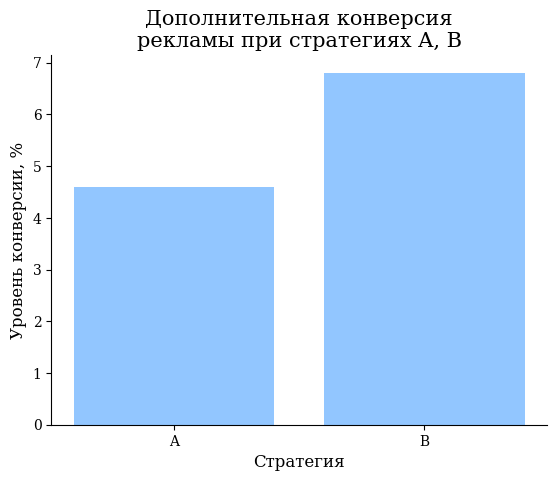 Дополнительная конверсия
рекламы при стратегиях A, B
Уровень конверсии, %
7
6
5
4
3
2
1
0
A
B
Стратегия